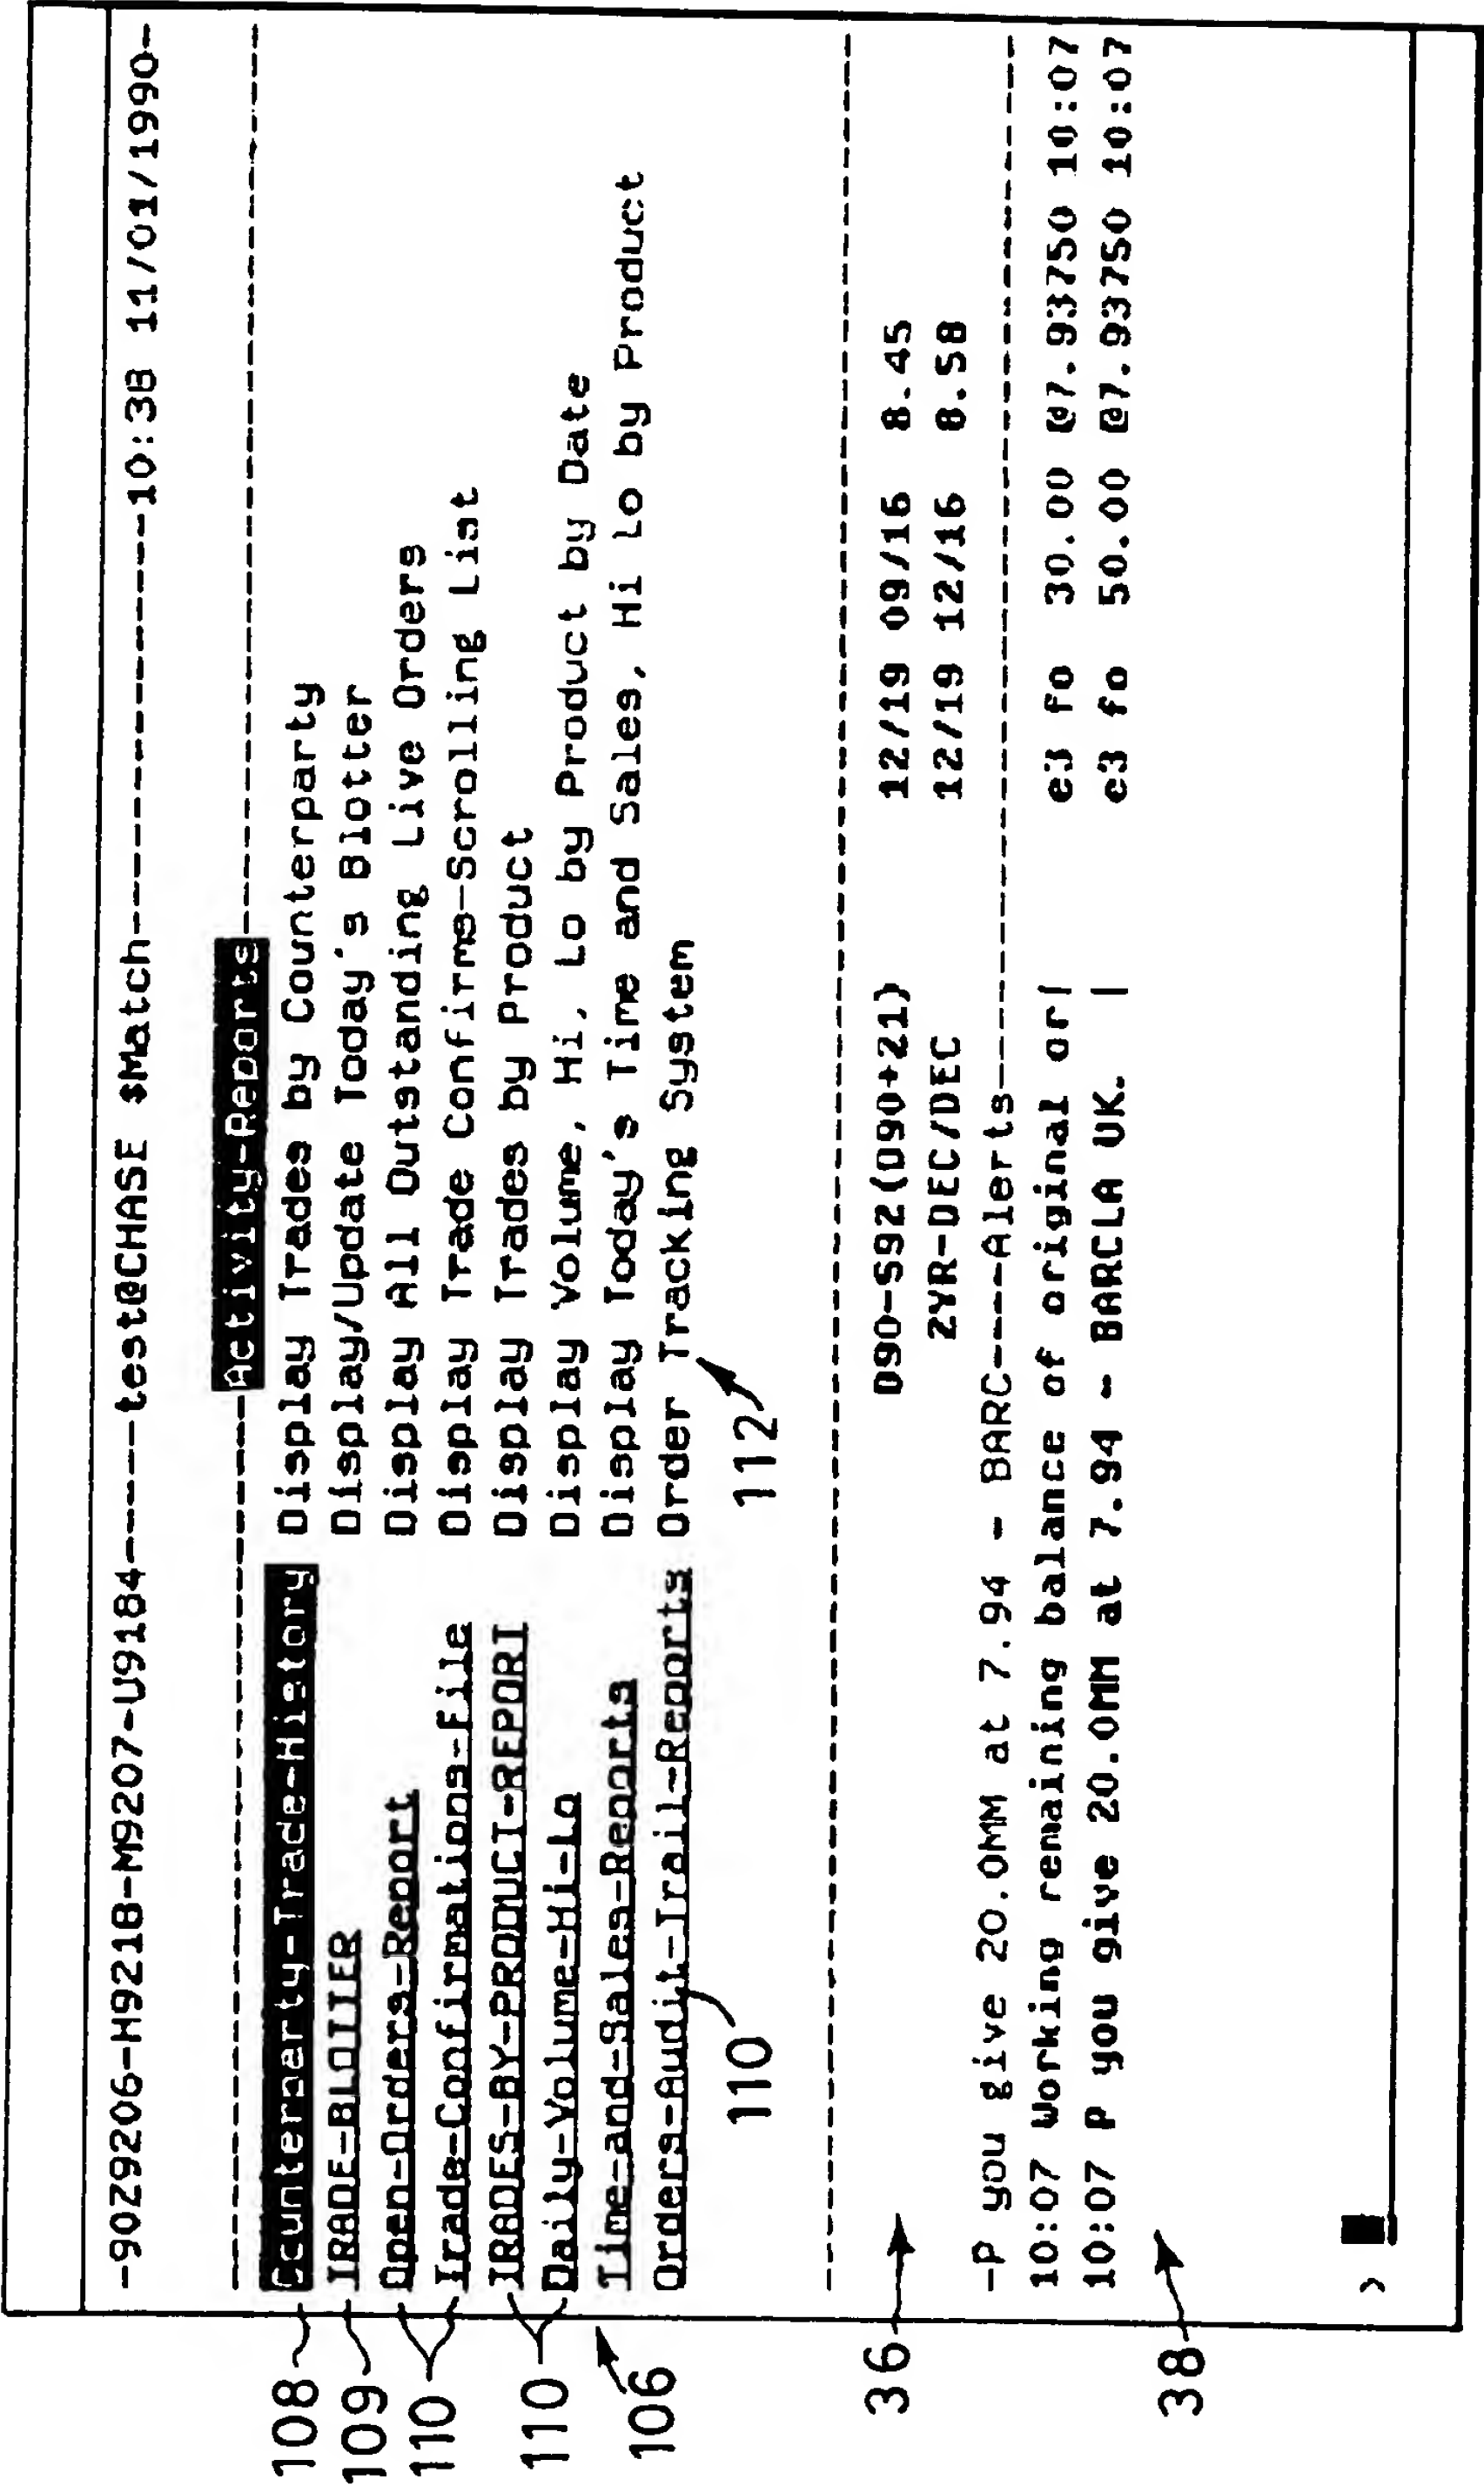 -9029206-H9218-M9207-U9184-----test@CHASE $Match---------------10:38 11/01/1990-
Activity-Reports
108 Counterparty-Trade-History Display Trades by Counterparty
109 TRADE-BLOTTER Display/Update Today's Blotter
110 Open-Orders-Report Display All Outstanding Live Orders
Trade-Confirmations-File Display Trade Confirms-Scrolling List
110 TRADES-BY-PRODUCT-REPORT Display Trades by Product
Daily-Volume-Hi-Lo Display Volume, Hi, Lo by Product by Date
106 Time-and-Sales-Reports Display Today's Time and Sales, Hi Lo by Product
Orders-Audit-Trail-Reports Order Tracking System
110 112
36 D90-S92(D90+21) 12/19 09/16 8.45
2YR-DEC/DEC 12/19 12/16 8.58
-P you give 20.0MM at 7.94 - BARC----Alerts--------------------
10:07 Working remaining balance of original or| e3 fo 30.00 @7.93750 10:07
10:07 P you give 20.0MM at 7.94 - BARCLA UK. | c3 fo 50.00 @7.93750 10:07
38
>